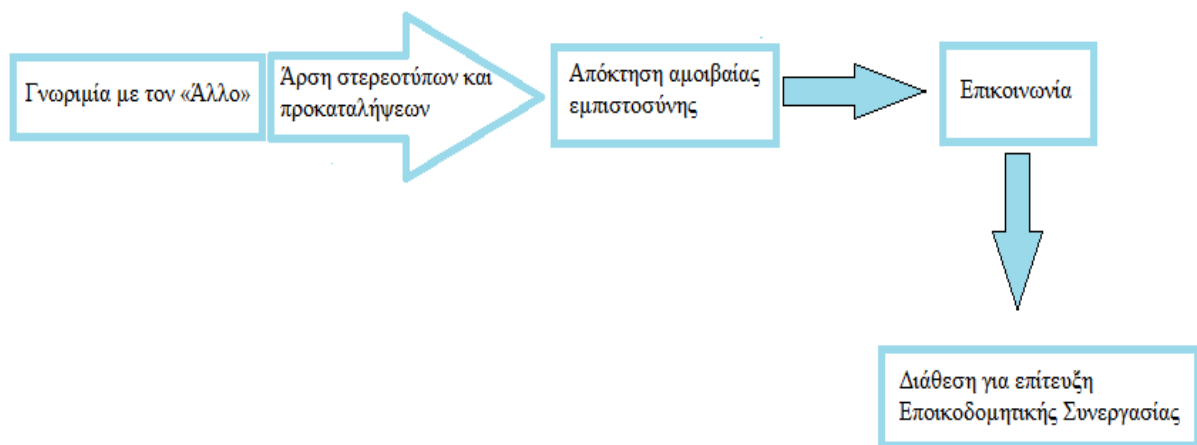 Γνωριμία με τον «Άλλο»
Άρση στερεοτύπων και
προκαταλήψεων
Απόκτηση αμοιβαίας
εμπιστοσύνης
Επικοινωνία
Διάθεση για επίτευξη
Εποικοδομητικής Συνεργασίας